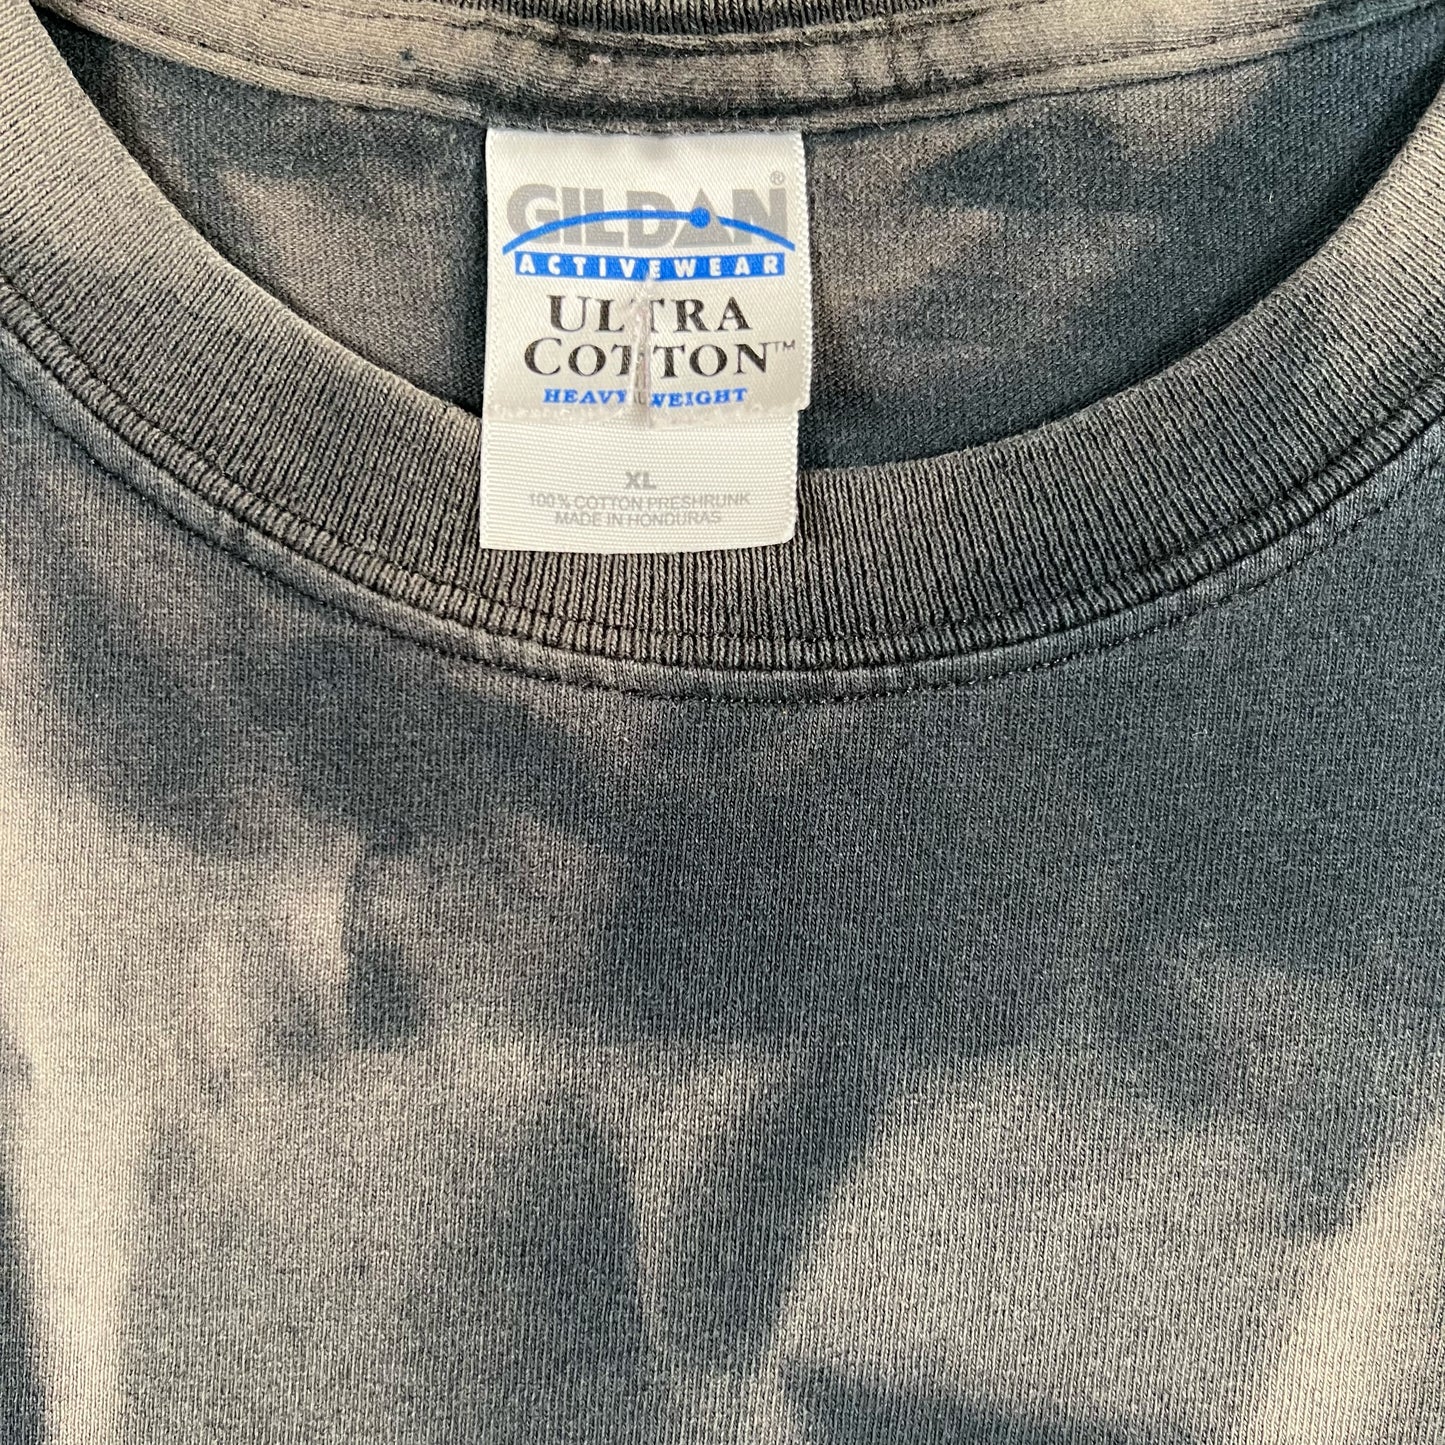 GILDAN®
ACTIVEWEAR
ULTRA
COTTON™
HEAVYWEIGHT
XL
100% COTTON PRESHRUNK
MADE IN HONDURAS